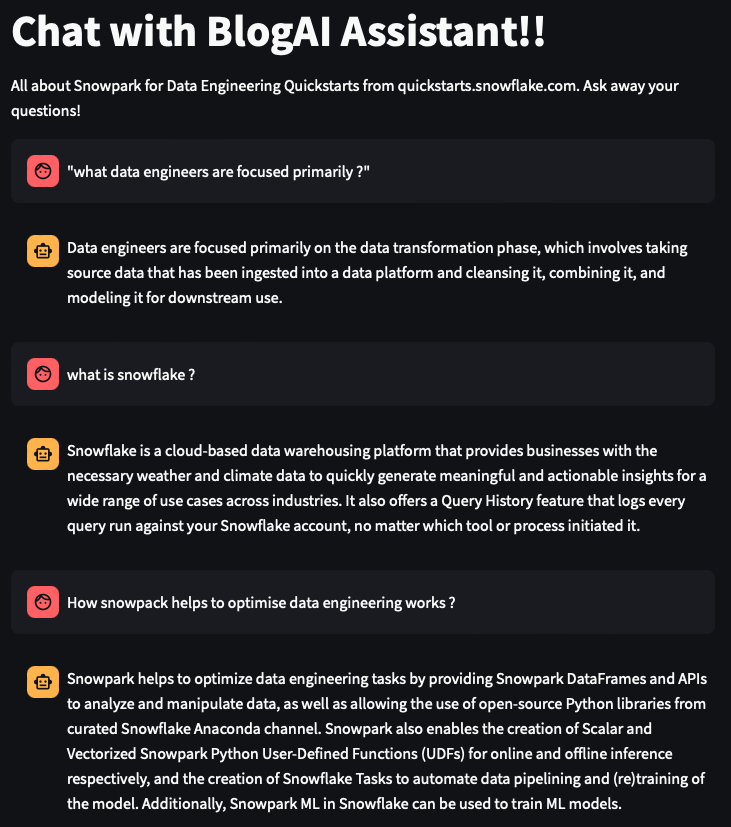 Chat with BlogAI Assistant!!
All about Snowpark for Data Engineering Quickstarts from quickstarts.snowflake.com. Ask away your
questions!
"what data engineers are focused primarily ?"
Data engineers are focused primarily on the data transformation phase, which involves taking
source data that has been ingested into a data platform and cleansing it, combining it, and
modeling it for downstream use.
what is snowflake ?
Snowflake is a cloud-based data warehousing platform that provides businesses with the
necessary weather and climate data to quickly generate meaningful and actionable insights for a
wide range of use cases across industries. It also offers a Query History feature that logs every
query run against your Snowflake account, no matter which tool or process initiated it.
How snowpack helps to optimise data engineering works ?
Snowpark helps to optimize data engineering tasks by providing Snowpark DataFrames and APIs
to analyze and manipulate data, as well as allowing the use of open-source Python libraries from
curated Snowflake Anaconda channel. Snowpark also enables the creation of Scalar and
Vectorized Snowpark Python User-Defined Functions (UDFs) for online and offline inference
respectively, and the creation of Snowflake Tasks to automate data pipelining and (re)training of
the model. Additionally, Snowpark ML in Snowflake can be used to train ML models.